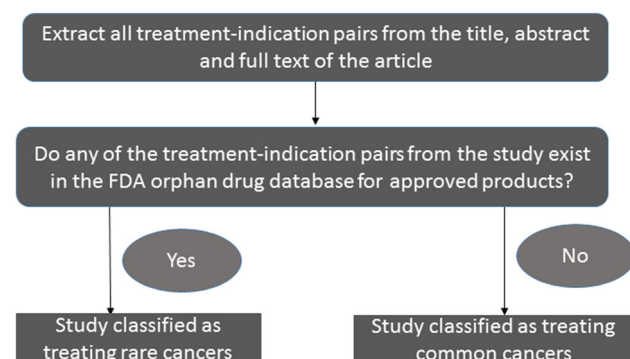 Extract all treatment-indication pairs from the title, abstract
and full text of the article
Do any of the treatment-indication pairs from the study exist
in the FDA orphan drug database for approved products?
Yes
No
Study classified as
treating rare cancers
Study classified as treating
common cancers